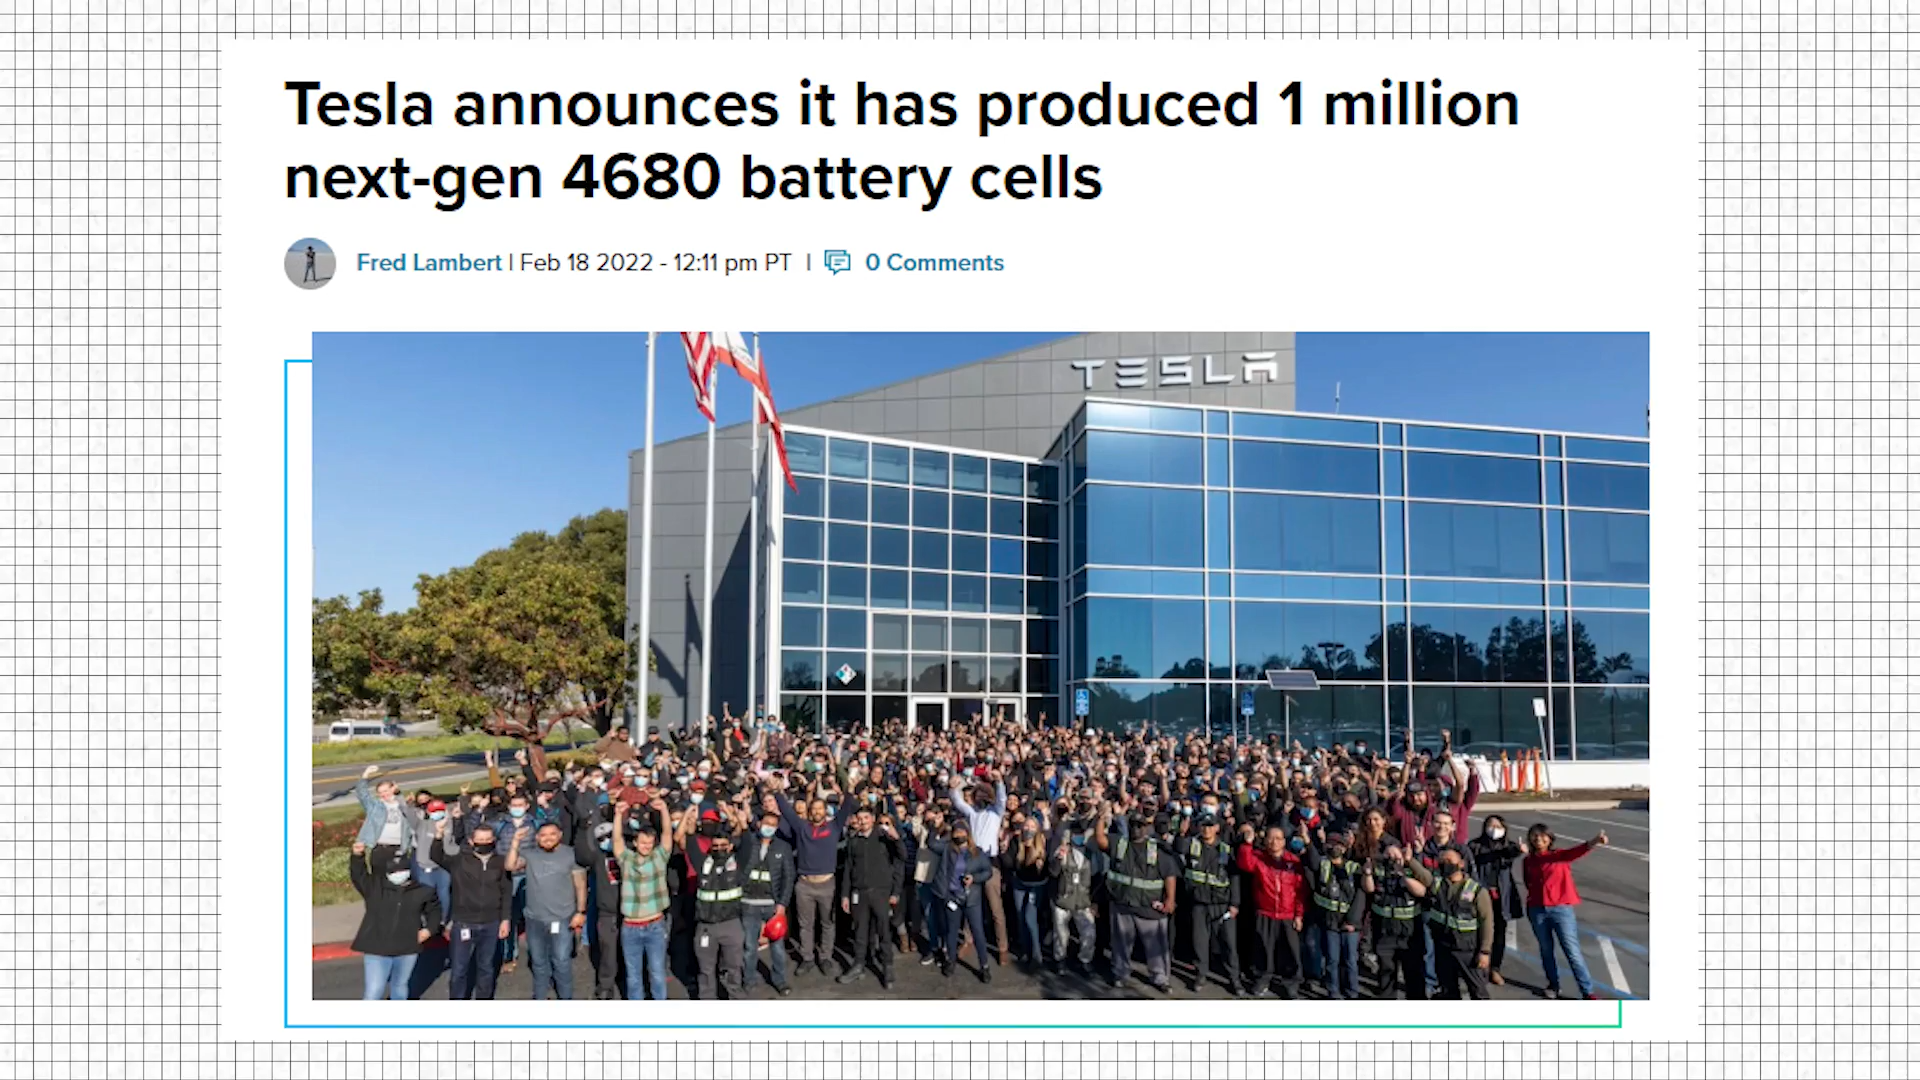 Tesla announces it has produced 1 million
next-gen 4680 battery cells
Fred Lambert | Feb 18 2022 - 12:11 pm PT | 0 Comments
TESLA